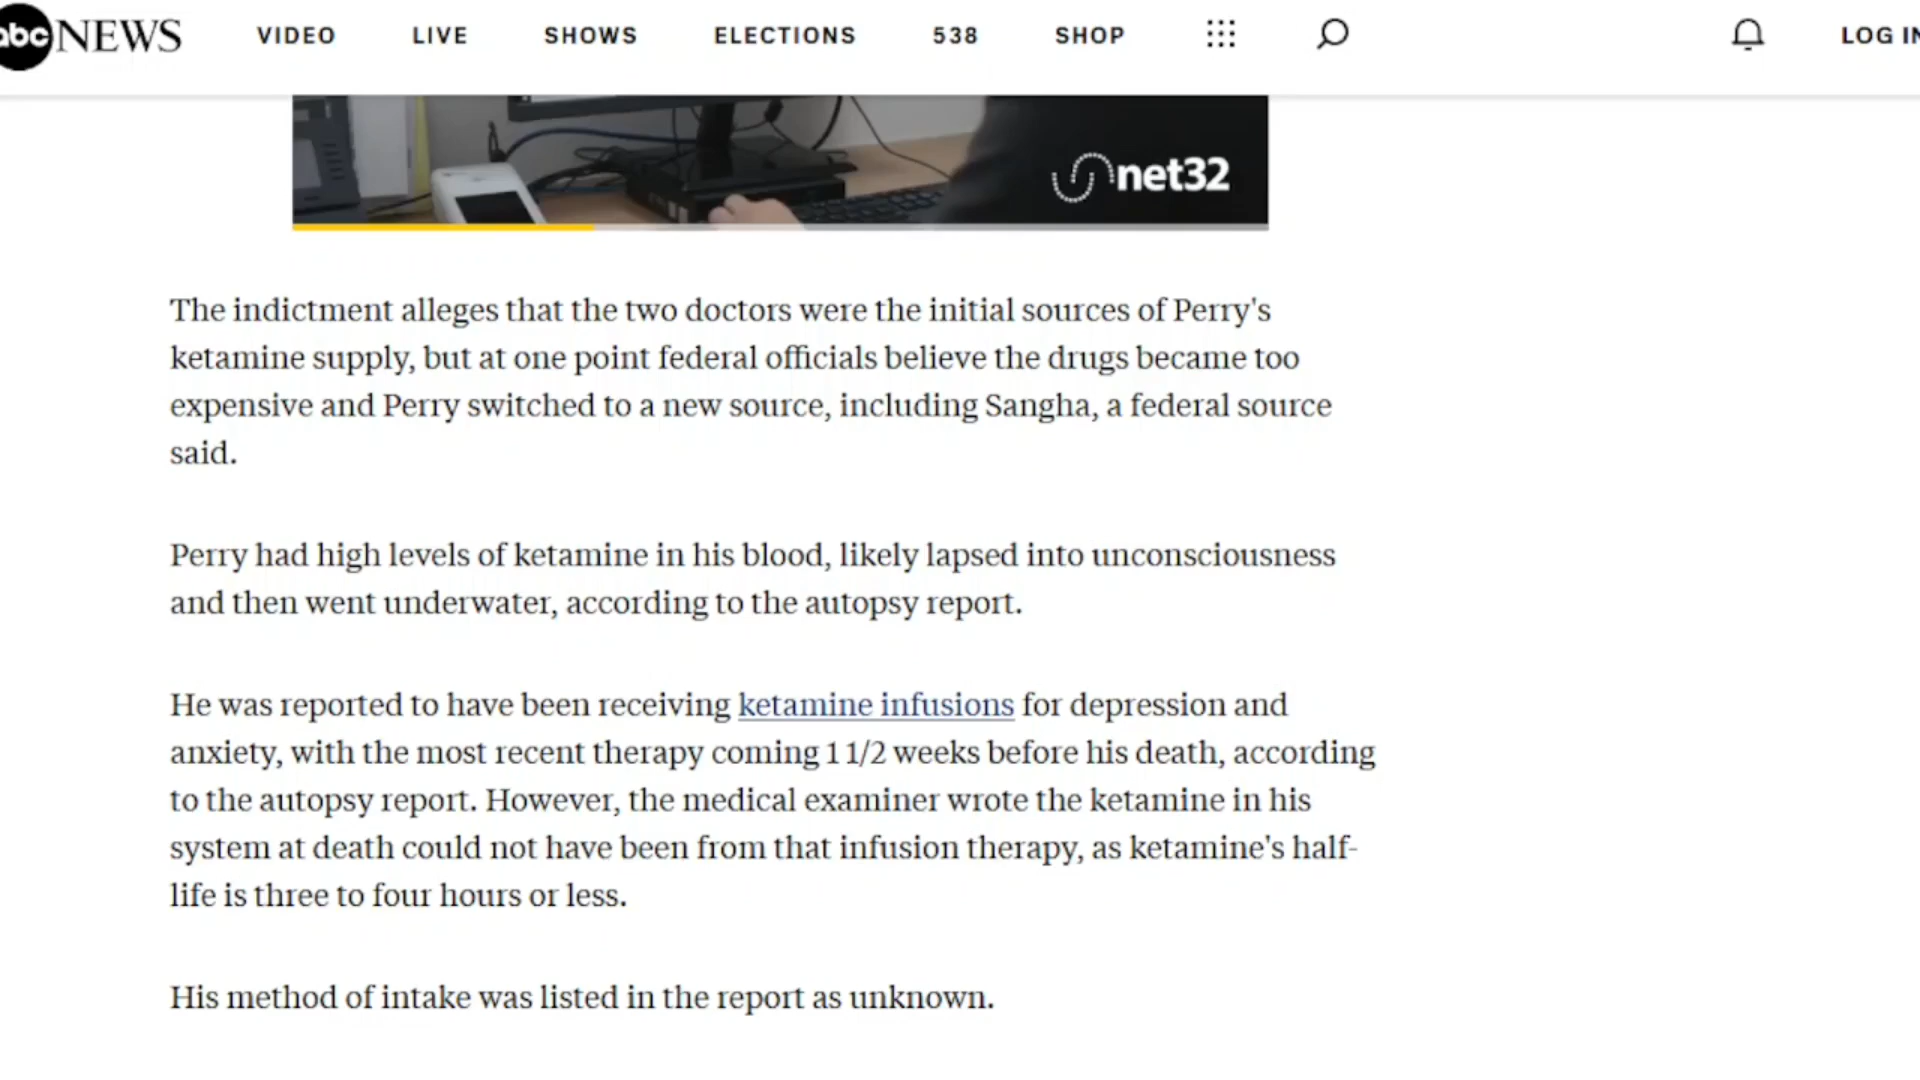 abc NEWS VIDEO LIVE SHOWS ELECTIONS 538 SHOP LOG IN
net32
The indictment alleges that the two doctors were the initial sources of Perry's
ketamine supply, but at one point federal officials believe the drugs became too
expensive and Perry switched to a new source, including Sangha, a federal source
said.
Perry had high levels of ketamine in his blood, likely lapsed into unconsciousness
and then went underwater, according to the autopsy report.
He was reported to have been receiving ketamine infusions for depression and
anxiety, with the most recent therapy coming 1 1/2 weeks before his death, according
to the autopsy report. However, the medical examiner wrote the ketamine in his
system at death could not have been from that infusion therapy, as ketamine's half-
life is three to four hours or less.
His method of intake was listed in the report as unknown.